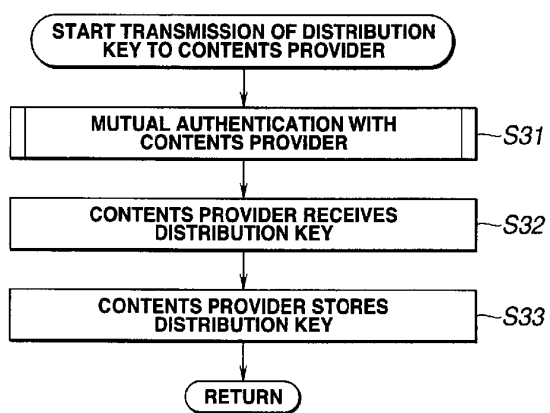 START TRANSMISSION OF DISTRIBUTION
KEY TO CONTENTS PROVIDER
MUTUAL AUTHENTICATION WITH
CONTENTS PROVIDER
S31
CONTENTS PROVIDER RECEIVES
DISTRIBUTION KEY
S32
CONTENTS PROVIDER STORES
DISTRIBUTION KEY
S33
RETURN